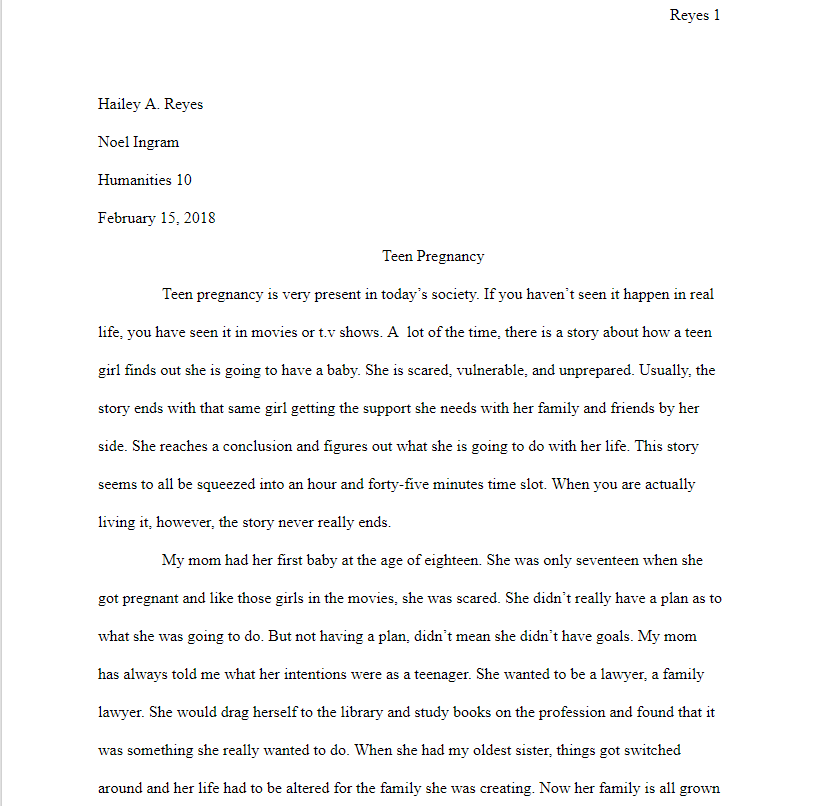 Reyes 1
Hailey A. Reyes
Noel Ingram
Humanities 10
February 15, 2018
Teen Pregnancy
Teen pregnancy is very present in today’s society. If you haven’t seen it happen in real
life, you have seen it in movies or t.v shows. A  lot of the time, there is a story about how a teen
girl finds out she is going to have a baby. She is scared, vulnerable, and unprepared. Usually, the
story ends with that same girl getting the support she needs with her family and friends by her
side. She reaches a conclusion and figures out what she is going to do with her life. This story
seems to all be squeezed into an hour and forty-five minutes time slot. When you are actually
living it, however, the story never really ends.
My mom had her first baby at the age of eighteen. She was only seventeen when she
got pregnant and like those girls in the movies, she was scared. She didn’t really have a plan as to
what she was going to do. But not having a plan, didn’t mean she didn’t have goals. My mom
has always told me what her intentions were as a teenager. She wanted to be a lawyer, a family
lawyer. She would drag herself to the library and study books on the profession and found that it
was something she really wanted to do. When she had my oldest sister, things got switched
around and her life had to be altered for the family she was creating. Now her family is all grown